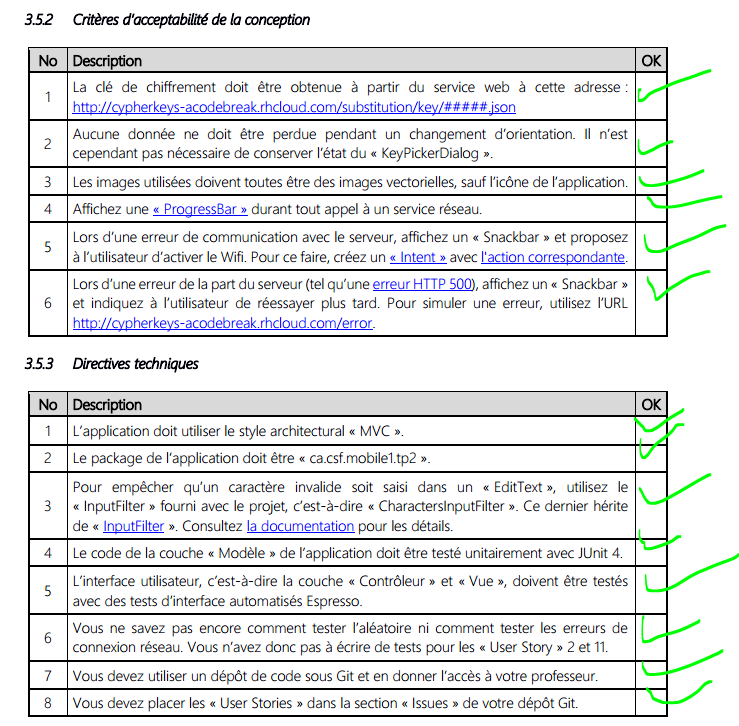 3.5.2 Critères d'acceptabilité de la conception
No Description OK
1 La clé de chiffrement doit être obtenue à partir du service web à cette adresse :
http://cypherkeys-acodebreak.rhcloud.com/substitution/key/#####.json
2 Aucune donnée ne doit être perdue pendant un changement d'orientation. Il n'est
cependant pas nécessaire de conserver l'état du « KeyPickerDialog ».
3 Les images utilisées doivent toutes être des images vectorielles, sauf l'icône de l'application.
4 Affichez une « ProgressBar » durant tout appel à un service réseau.
5 Lors d'une erreur de communication avec le serveur, affichez un « Snackbar » et proposez
à l'utilisateur d'activer le Wifi. Pour ce faire, créez un « Intent » avec l'action correspondante.
6 Lors d'une erreur de la part du serveur (tel qu'une erreur HTTP 500), affichez un « Snackbar »
et indiquez à l'utilisateur de réessayer plus tard. Pour simuler une erreur, utilisez l'URL
http://cypherkeys-acodebreak.rhcloud.com/error.
3.5.3 Directives techniques
No Description OK
1 L'application doit utiliser le style architectural « MVC ».
2 Le package de l'application doit être « ca.csf.mobile1.tp2 ».
3 Pour empêcher qu'un caractère invalide soit saisi dans un « EditText », utilisez le
« InputFilter » fourni avec le projet, c'est-à-dire « CharactersInputFilter ». Ce dernier hérite
de « InputFilter ». Consultez la documentation pour les détails.
4 Le code de la couche « Modèle » de l'application doit être testé unitairement avec JUnit 4.
5 L'interface utilisateur, c'est-à-dire la couche « Contrôleur » et « Vue », doivent être testés
avec des tests d'interface automatisés Espresso.
6 Vous ne savez pas encore comment tester l'aléatoire ni comment tester les erreurs de
connexion réseau. Vous n'avez donc pas à écrire de tests pour les « User Story » 2 et 11.
7 Vous devez utiliser un dépôt de code sous Git et en donner l'accès à votre professeur.
8 Vous devez placer les « User Stories » dans la section « Issues » de votre dépôt Git.